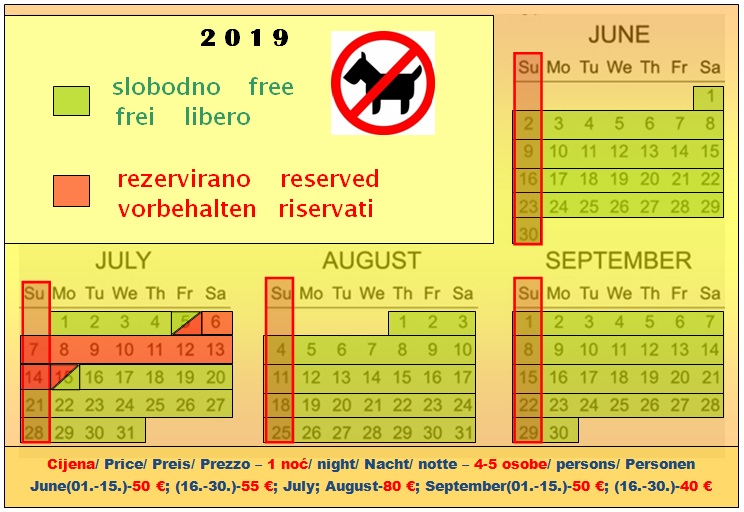 2019
slobodno free
frei libero
rezervirano reserved
vorbehalten riservati
JUNE
Su Mo Tu We Th Fr Sa
1
2 3 4 5 6 7 8
9 10 11 12 13 14 15
16 17 18 19 20 21 22
23 24 25 26 27 28 29
30
JULY
Su Mo Tu We Th Fr Sa
1 2 3 4 5 6
7 8 9 10 11 12 13
14 15 16 17 18 19 20
21 22 23 24 25 26 27
28 29 30 31
AUGUST
Su Mo Tu We Th Fr Sa
1 2 3
4 5 6 7 8 9 10
11 12 13 14 15 16 17
18 19 20 21 22 23 24
25 26 27 28 29 30 31
SEPTEMBER
Su Mo Tu We Th Fr Sa
1 2 3 4 5 6 7
8 9 10 11 12 13 14
15 16 17 18 19 20 21
22 23 24 25 26 27 28
29 30
Cijena/ Price/ Preis/ Prezzo – 1 noć/ night/ Nacht/ notte – 4-5 osobe/ persons/ Personen
June(01.-15.)-50 €; (16.-30.)-55 €; July; August-80 €; September(01.-15.)-50 €; (16.-30.)-40 €